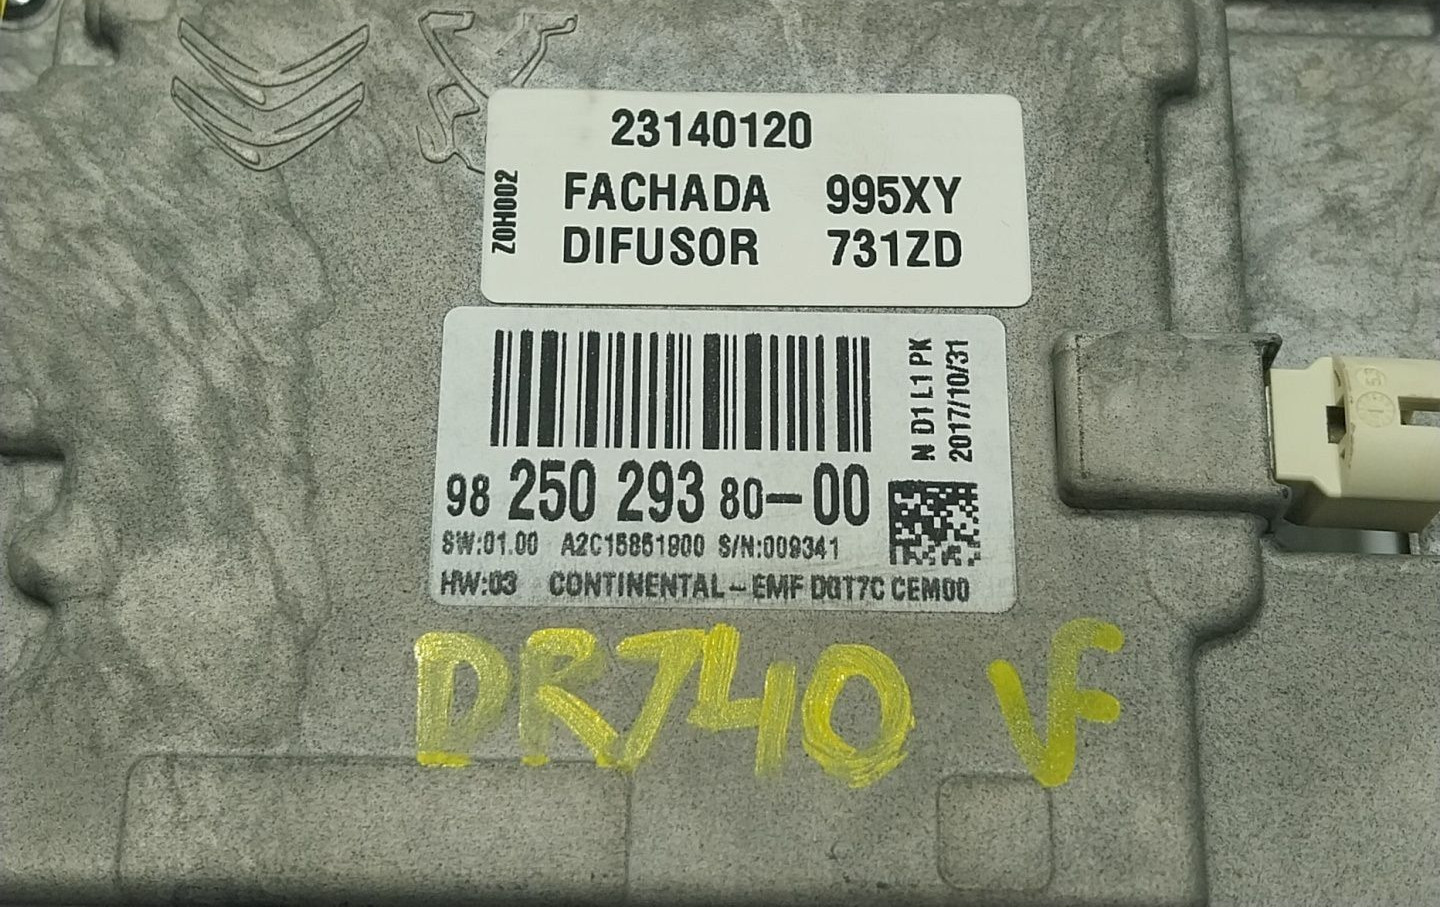 23140120
Z0H002
FACHADA 995XY
DIFUSOR 731ZD
N D1 L1 PK
2017/10/31
98 250 293 80-00
SW:01.00 A2C15851900 S/N:009341
HW:03 CONTINENTAL-EMF DGT7C CEM00
DR740 VF